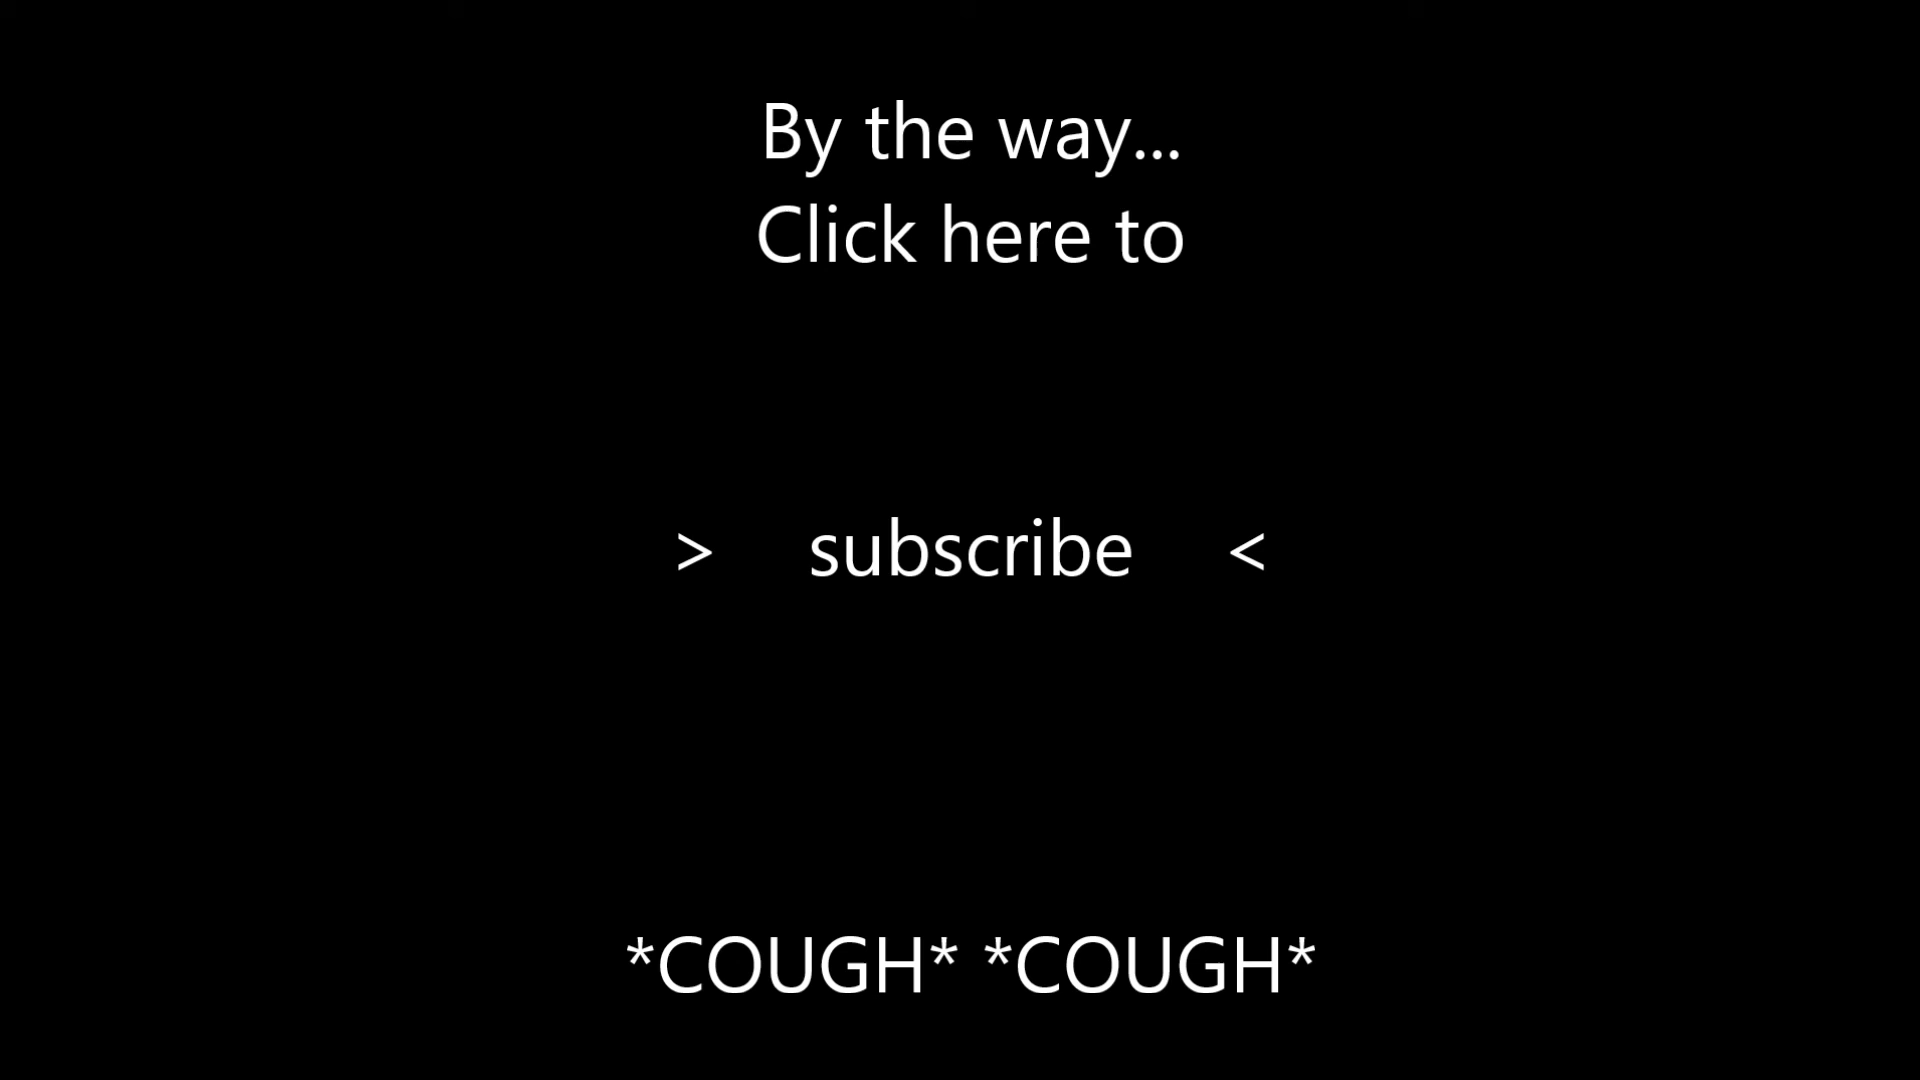 By the way...
Click here to
> subscribe <
*COUGH* *COUGH*